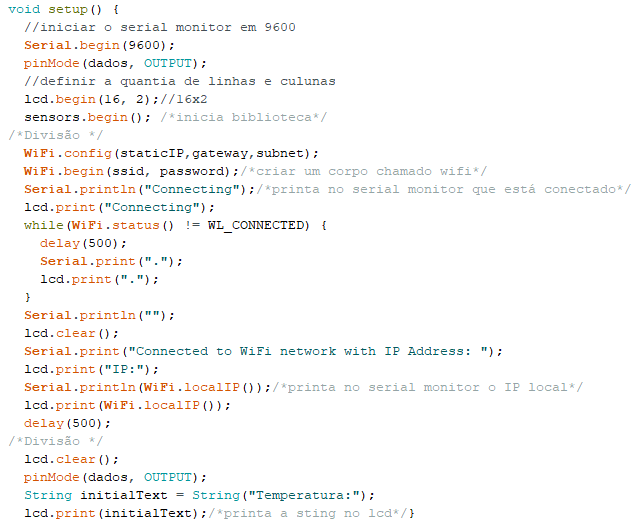 void setup() {
  //iniciar o serial monitor em 9600
  Serial.begin(9600);
  pinMode(dados, OUTPUT);
  //definir a quantia de linhas e culunas
  lcd.begin(16, 2);//16x2
  sensors.begin(); /*inicia biblioteca*/
/*Divisão */
  WiFi.config(staticIP,gateway,subnet);
  WiFi.begin(ssid, password);/*criar um corpo chamado wifi*/
  Serial.println("Connecting");/*printa no serial monitor que está conectado*/
  lcd.print("Connecting");
  while(WiFi.status() != WL_CONNECTED) {
    delay(500);
    Serial.print(".");
    lcd.print(".");
  }
  Serial.println("");
  lcd.clear();
  Serial.print("Connected to WiFi network with IP Address: ");
  lcd.print("IP:");
  Serial.println(WiFi.localIP());/*printa no serial monitor o IP local*/
  lcd.print(WiFi.localIP());
  delay(500);
/*Divisão */
  lcd.clear();
  pinMode(dados, OUTPUT);
  String initialText = String("Temperatura:");
  lcd.print(initialText);/*printa a sting no lcd*/}